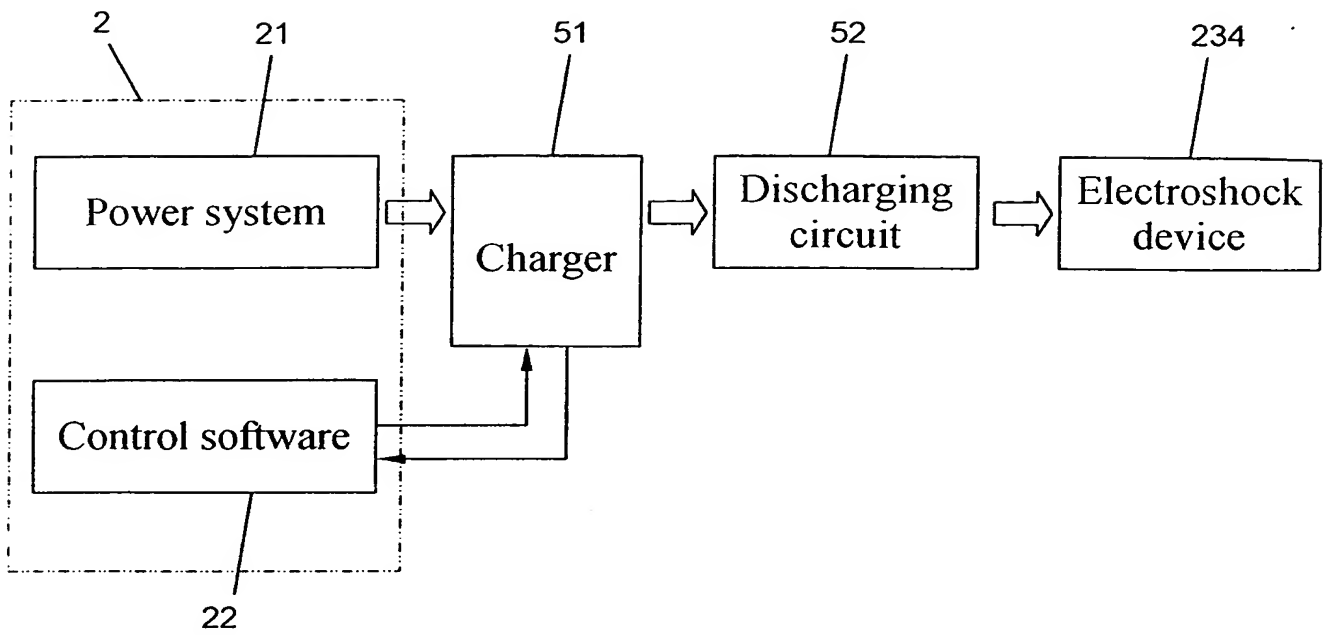 2
21
51
52
234
Power system
Charger
Discharging
circuit
Electroshock
device
Control software
22